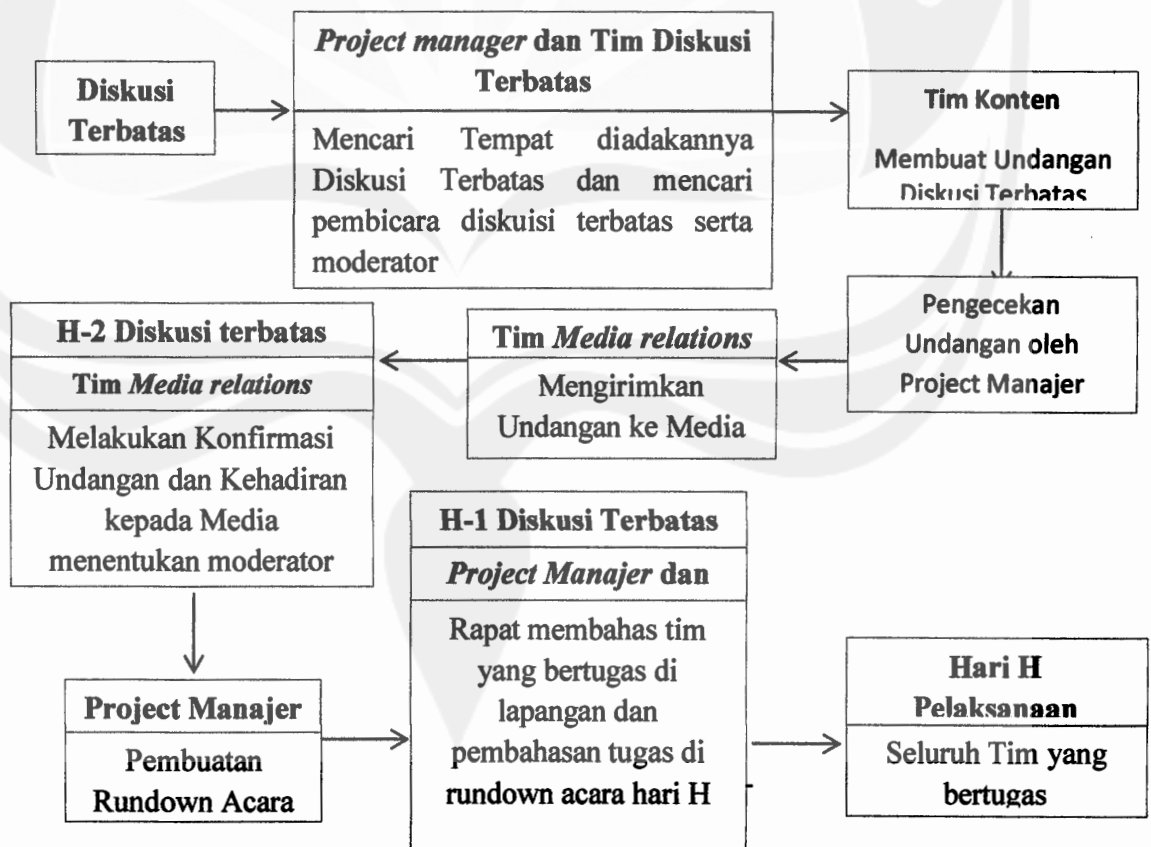 Diskusi
Terbatas
Project manager dan Tim Diskusi
Terbatas
Mencari Tempat diadakannya
Diskusi Terbatas dan mencari
pembicara diskuisi terbatas serta
moderator
Tim Konten
Membuat Undangan
Diskusi Terbatas
Pengecekan
Undangan oleh
Project Manajer
Tim Media relations
Mengirimkan
Undangan ke Media
H-2 Diskusi terbatas
Tim Media relations
Melakukan Konfirmasi
Undangan dan Kehadiran
kepada Media
menentukan moderator
Project Manajer
Pembuatan
Rundown Acara
H-1 Diskusi Terbatas
Project Manajer dan
Rapat membahas tim
yang bertugas di
lapangan dan
pembahasan tugas di
rundown acara hari H
Hari H
Pelaksanaan
Seluruh Tim yang
bertugas